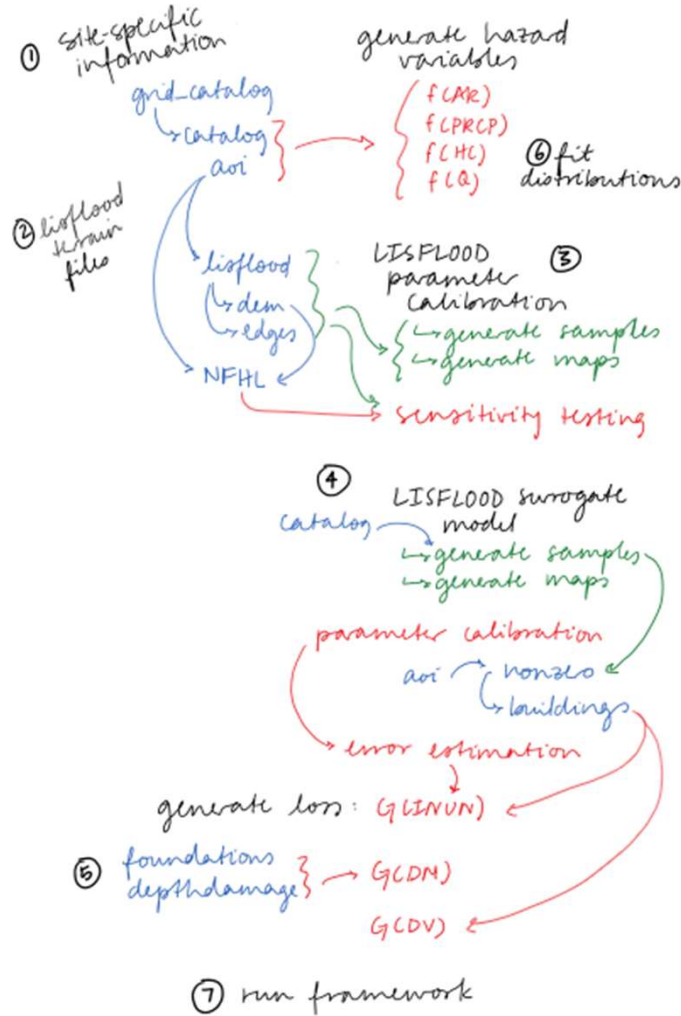 ① site-specific
information
grid_catalog
catalog
aoi
generate hazard
variables
f(AR)
f(PRCP)
f(HC)
f(Q)
⑥ fit
distributions
② lisflood
terrain
files
lisflood
dem
edges
NFHL
LISFLOOD ③
parameter
calibration
generate samples
generate maps
sensitivity testing
④
LISFLOOD surrogate
model
catalog
generate samples
generate maps
parameter calibration
aoi nonzero
buildings
error estimation
generate loss: G(INUN)
⑤ foundations
depthdamage
G(DM)
G(DV)
⑦ run framework